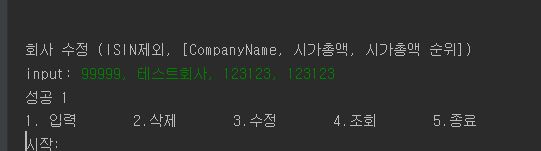 회사 수정 (ISIN제외, [CompanyName, 시가총액, 시가총액 순위])
input: 99999, 테스트회사, 123123, 123123
성공 1
1. 입력 2.삭제 3.수정 4.조회 5.종료
시작: